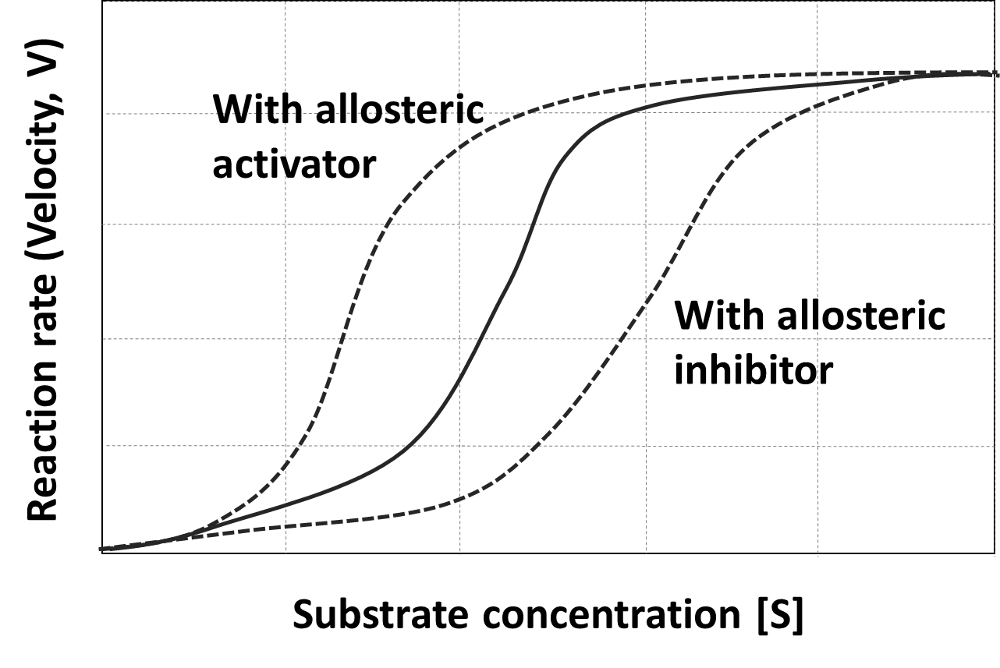 Reaction rate (Velocity, V)
With allosteric
activator
With allosteric
inhibitor
Substrate concentration [S]